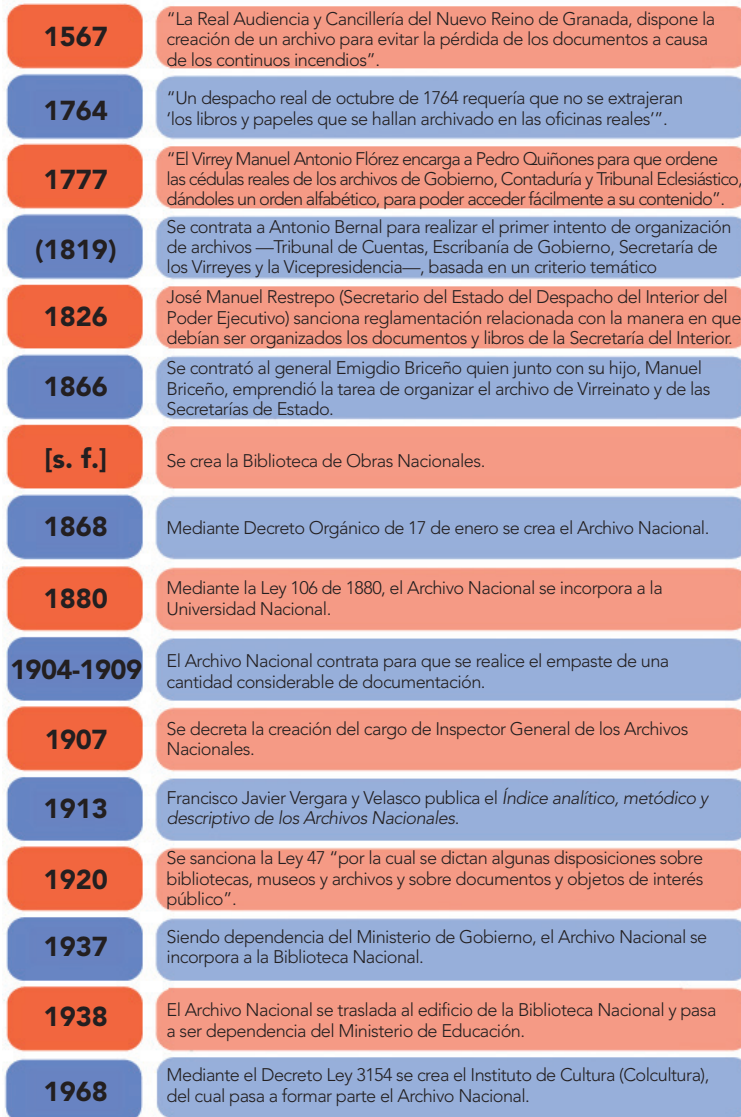 1567
“La Real Audiencia y Cancillería del Nuevo Reino de Granada, dispone la
creación de un archivo para evitar la pérdida de los documentos a causa
de los continuos incendios”.
1764
“Un despacho real de octubre de 1764 requería que no se extrajeran
‘los libros y papeles que se hallan archivado en las oficinas reales’”.
1777
“El Virrey Manuel Antonio Flórez encarga a Pedro Quiñones para que ordene
las cédulas reales de los archivos de Gobierno, Contaduría y Tribunal Eclesiástico,
dándoles un orden alfabético, para poder acceder fácilmente a su contenido”.
(1819)
Se contrata a Antonio Bernal para realizar el primer intento de organización
de archivos —Tribunal de Cuentas, Escribanía de Gobierno, Secretaría de
los Virreyes y la Vicepresidencia—, basada en un criterio temático
1826
José Manuel Restrepo (Secretario del Estado del Despacho del Interior del
Poder Ejecutivo) sanciona reglamentación relacionada con la manera en que
debían ser organizados los documentos y libros de la Secretaría del Interior.
1866
Se contrató al general Emigdio Briceño quien junto con su hijo, Manuel
Briceño, emprendió la tarea de organizar el archivo de Virreinato y de las
Secretarías de Estado.
[s. f.]
Se crea la Biblioteca de Obras Nacionales.
1868
Mediante Decreto Orgánico de 17 de enero se crea el Archivo Nacional.
1880
Mediante la Ley 106 de 1880, el Archivo Nacional se incorpora a la
Universidad Nacional.
1904-1909
El Archivo Nacional contrata para que se realice el empaste de una
cantidad considerable de documentación.
1907
Se decreta la creación del cargo de Inspector General de los Archivos
Nacionales.
1913
Francisco Javier Vergara y Velasco publica el Índice analítico, metódico y
descriptivo de los Archivos Nacionales.
1920
Se sanciona la Ley 47 “por la cual se dictan algunas disposiciones sobre
bibliotecas, museos y archivos y sobre documentos y objetos de interés
público”.
1937
Siendo dependencia del Ministerio de Gobierno, el Archivo Nacional se
incorpora a la Biblioteca Nacional.
1938
El Archivo Nacional se traslada al edificio de la Biblioteca Nacional y pasa
a ser dependencia del Ministerio de Educación.
1968
Mediante el Decreto Ley 3154 se crea el Instituto de Cultura (Colcultura),
del cual pasa a formar parte el Archivo Nacional.